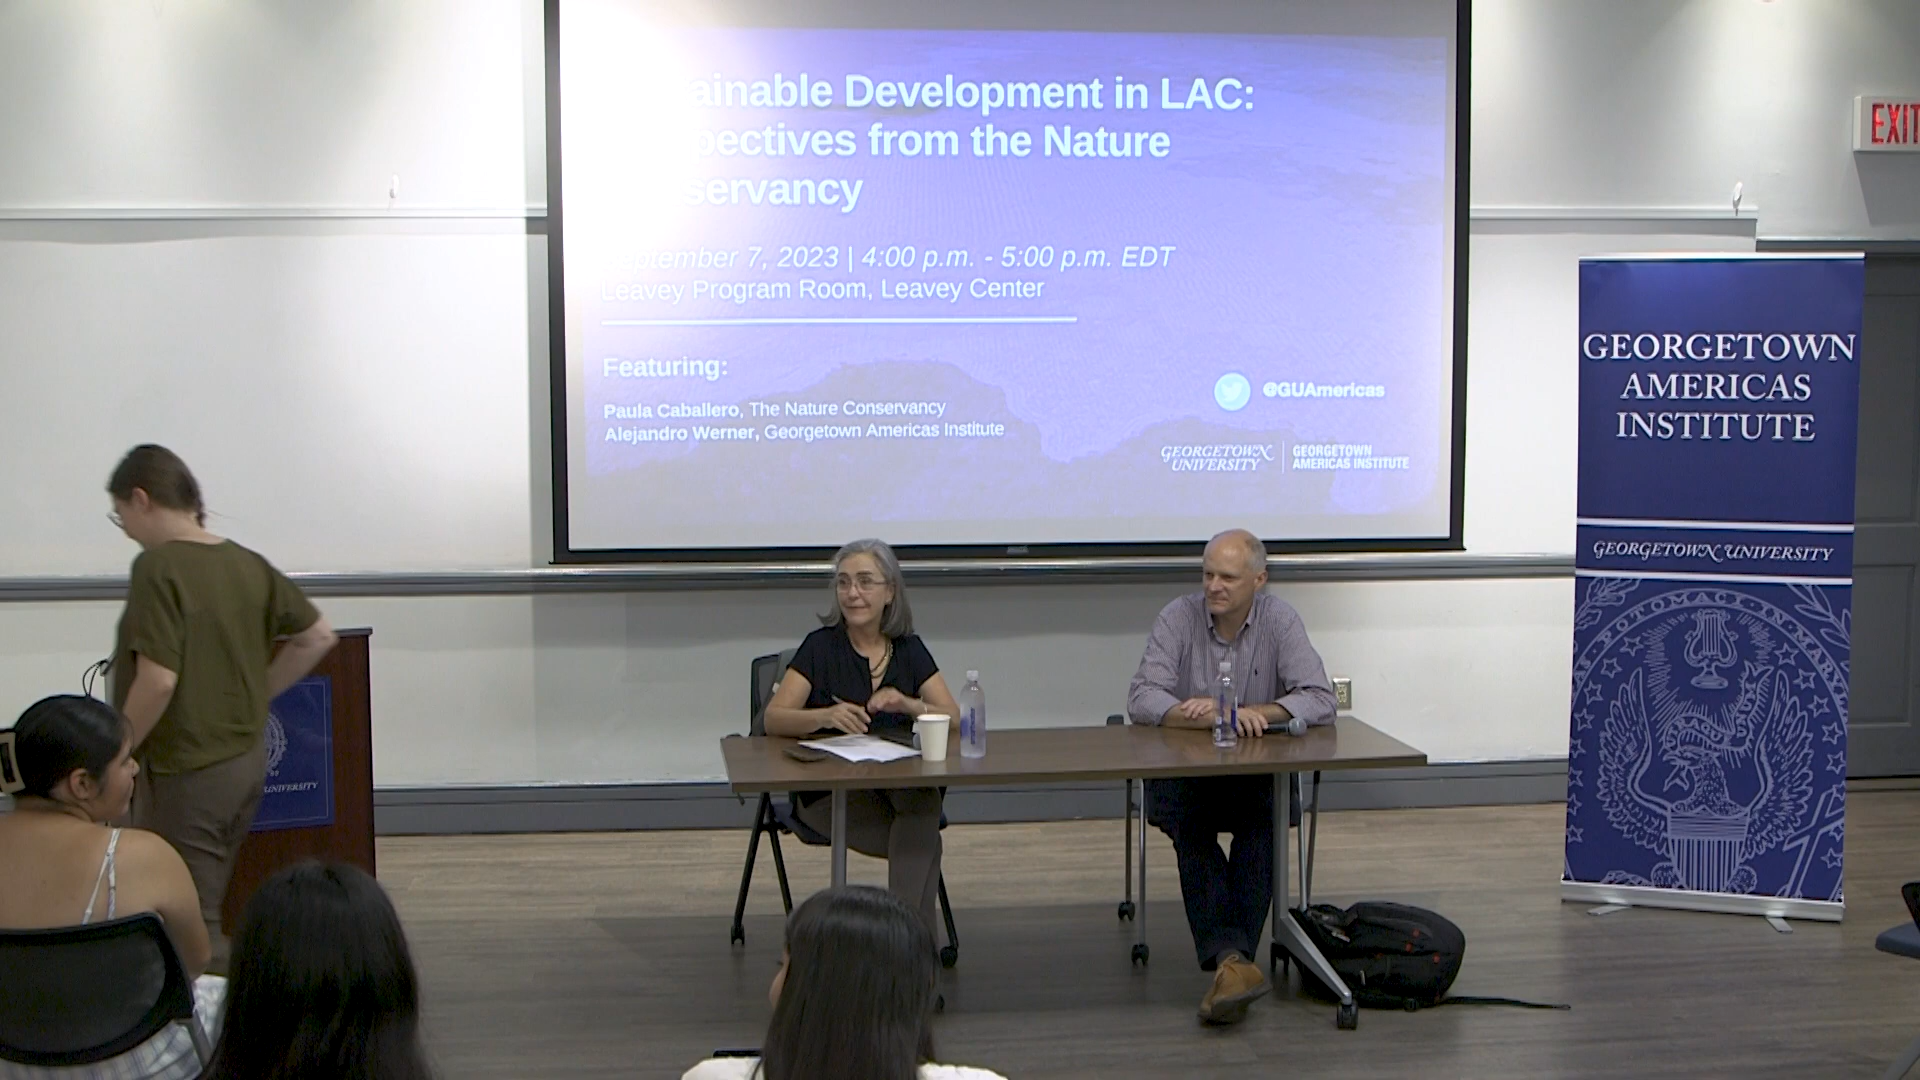 ainable Development in LAC:
pectives from the Nature
servancy
September 7, 2023 | 4:00 p.m. - 5:00 p.m. EDT
Leavey Program Room, Leavey Center
Featuring:
Paula Caballero, The Nature Conservancy
Alejandro Werner, Georgetown Americas Institute
@GUAmericas
GEORGETOWN
UNIVERSITY
GEORGETOWN
AMERICAS INSTITUTE
EXIT
GEORGETOWN
AMERICAS
INSTITUTE
GEORGETOWN UNIVERSITY
UNIVERSITY